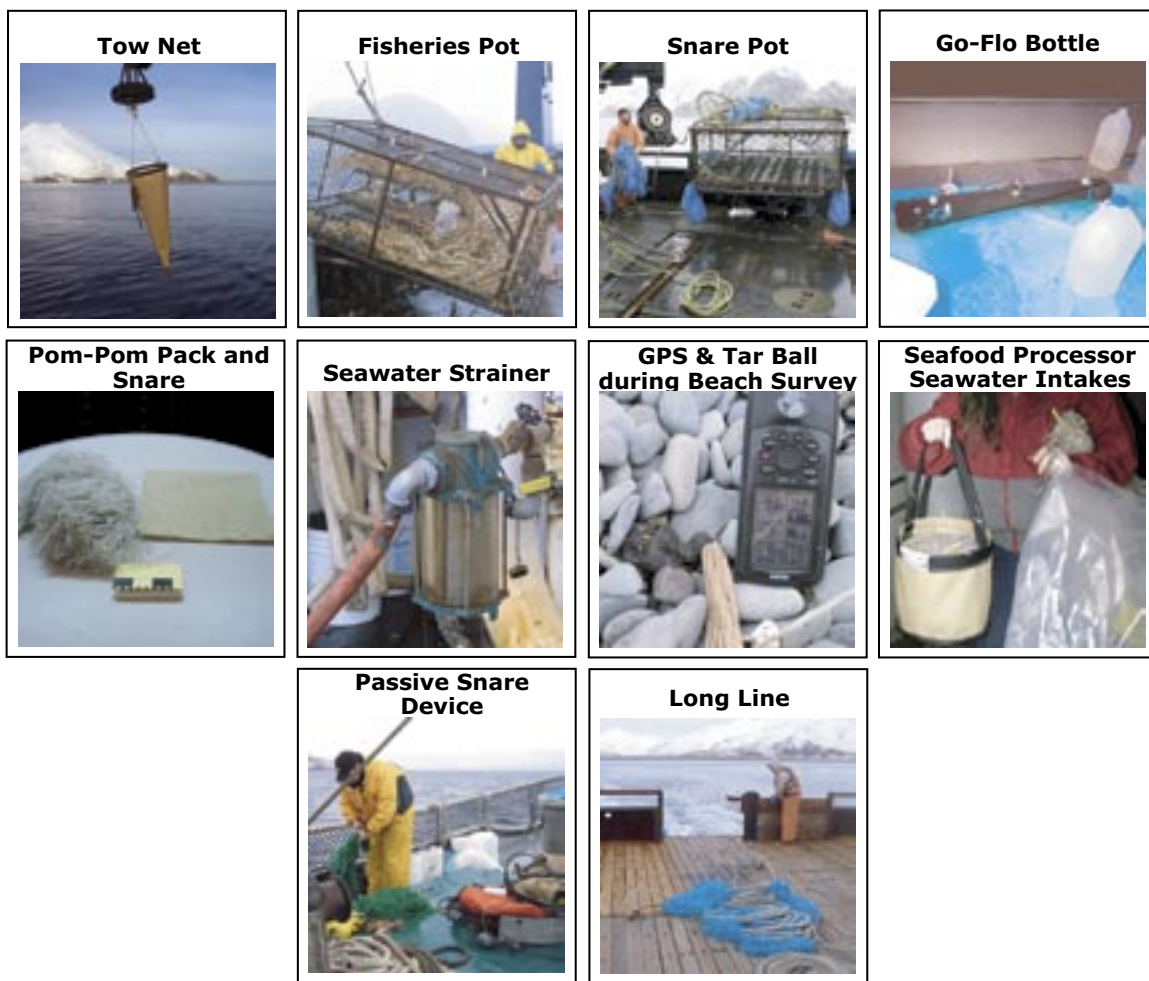 Tow Net
Fisheries Pot
Snare Pot
Go-Flo Bottle
Pom-Pom Pack and
Snare
Seawater Strainer
GPS & Tar Ball
during Beach Survey
Seafood Processor
Seawater Intakes
Passive Snare
Device
Long Line